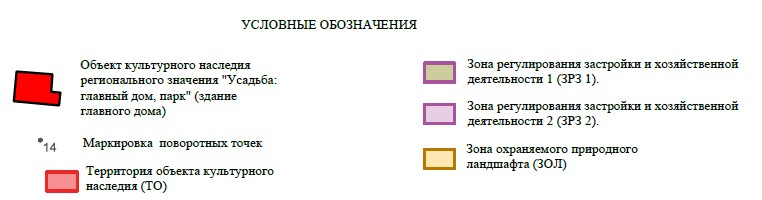 УСЛОВНЫЕ ОБОЗНАЧЕНИЯ
Объект культурного наследия
регионального значения "Усадьба:
главный дом, парк" (здание
главного дома)
14
Маркировка поворотных точек
Территория объекта культурного
наследия (ТО)
Зона регулирования застройки и хозяйственной
деятельности 1 (ЗРЗ 1).
Зона регулирования застройки и хозяйственной
деятельности 2 (ЗРЗ 2).
Зона охраняемого природного
ландшафта (ЗОЛ)